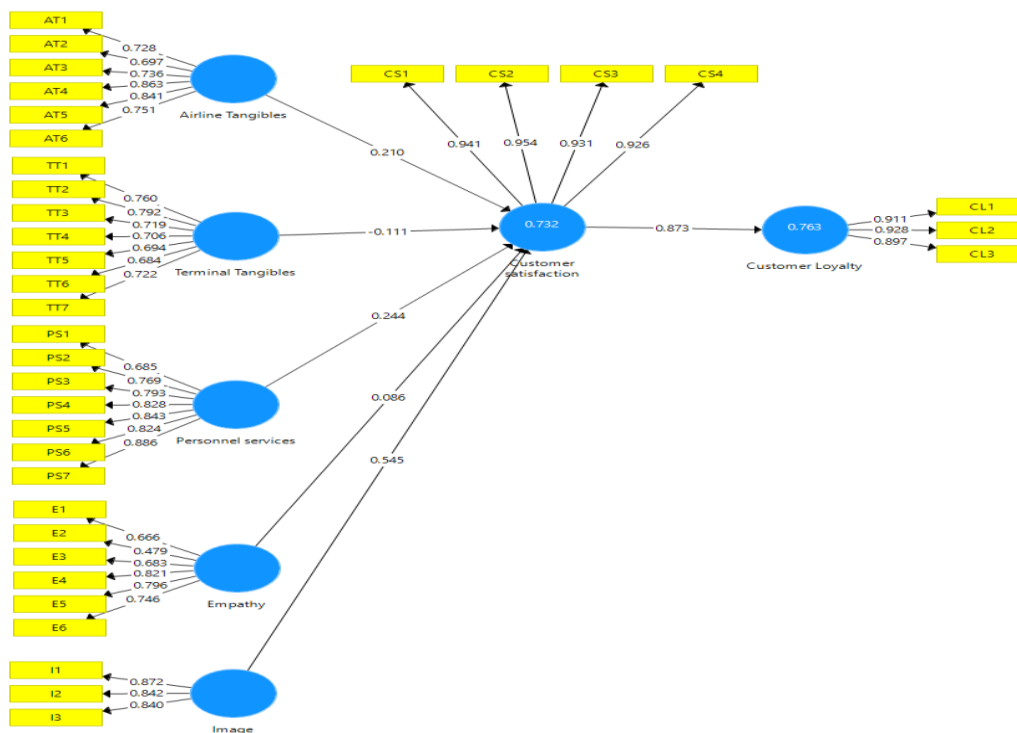 AT1
AT2
AT3
AT4
AT5
AT6
0.728
0.697
0.736
0.863
0.841
0.751
Airline Tangibles
TT1
TT2
TT3
TT4
TT5
TT6
TT7
0.760
0.792
0.719
0.706
0.694
0.684
0.722
Terminal Tangibles
PS1
PS2
PS3
PS4
PS5
PS6
PS7
0.685
0.769
0.793
0.828
0.843
0.824
0.886
Personnel services
E1
E2
E3
E4
E5
E6
0.666
0.479
0.683
0.821
0.796
0.746
Empathy
I1
I2
I3
0.872
0.842
0.840
Image
0.210
-0.111
0.244
0.086
0.545
CS1
CS2
CS3
CS4
0.941
0.954
0.931
0.926
0.732
Customer
satisfaction
0.873
0.763
Customer Loyalty
0.911
0.928
0.897
CL1
CL2
CL3